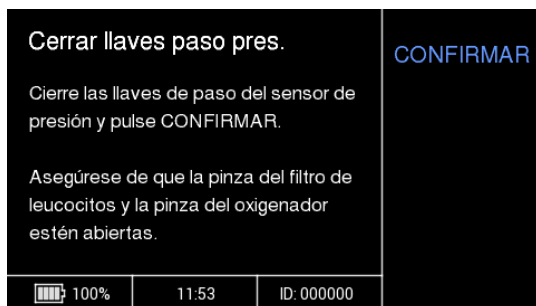 Cerrar llaves paso pres.
CONFIRMAR
Cierre las llaves de paso del sensor de
presión y pulse CONFIRMAR.
Asegúrese de que la pinza del filtro de
leucocitos y la pinza del oxigenador
estén abiertas.
100%
11:53
ID: 000000